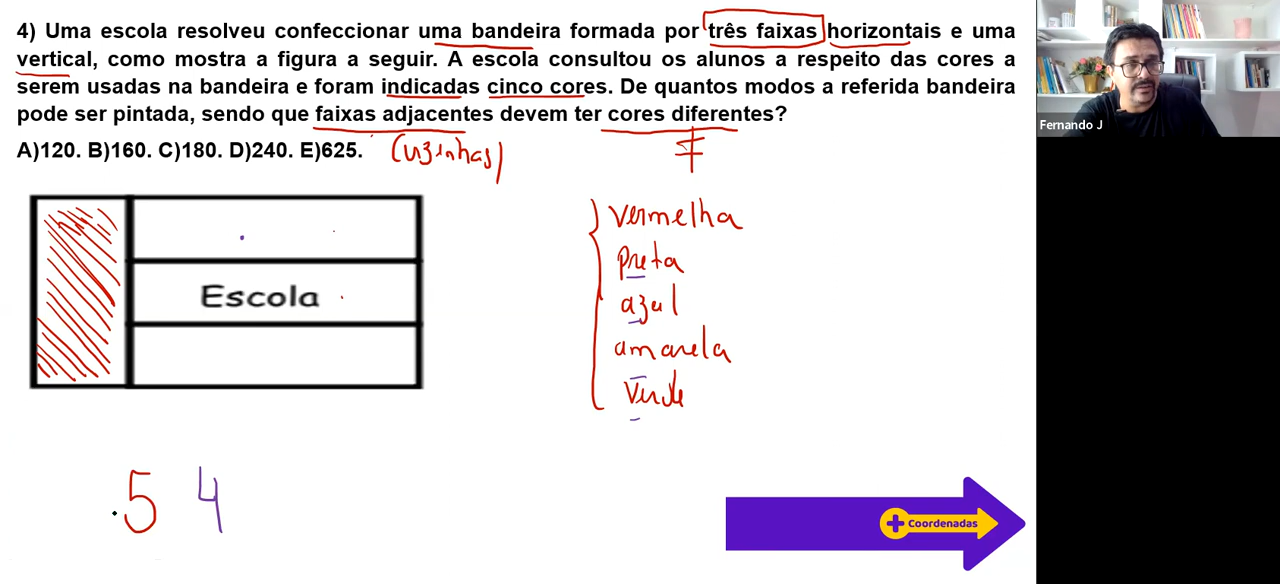 4) Uma escola resolveu confeccionar uma bandeira formada por três faixas horizontais e uma
vertical, como mostra a figura a seguir. A escola consultou os alunos a respeito das cores a
serem usadas na bandeira e foram indicadas cinco cores. De quantos modos a referida bandeira
pode ser pintada, sendo que faixas adjacentes devem ter cores diferentes?
A)120. B)160. C)180. D)240. E)625.
(vizinhas)
≠
vermelha
preta
azul
amarela
verde
Escola
5 4
+ Coordenadas
Fernando J